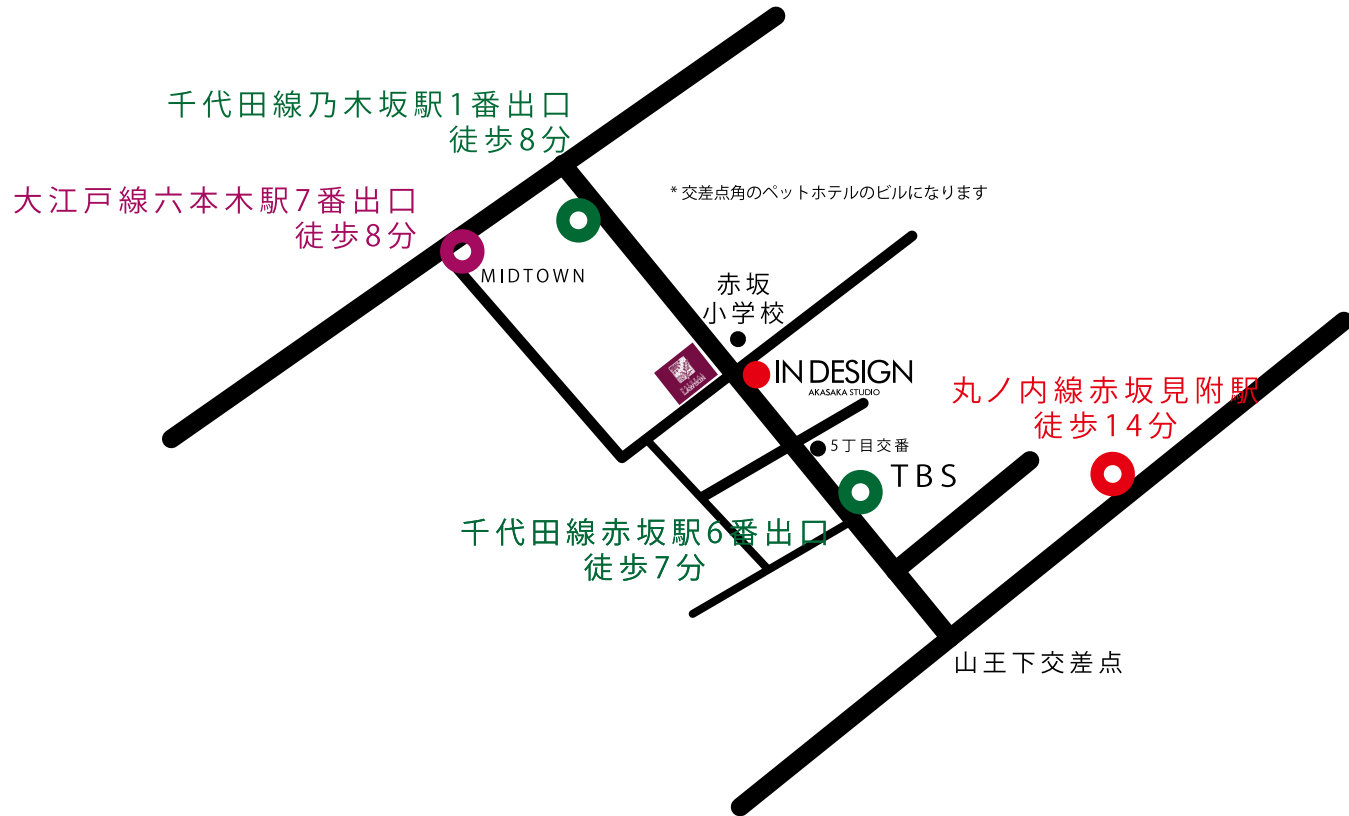 千代田線乃木坂駅1番出口
徒歩8分
大江戸線六本木駅7番出口
徒歩8分
* 交差点角のペットホテルのビルになります
MIDTOWN
赤坂
小学校
IN DESIGN
AKASAKA STUDIO
丸ノ内線赤坂見附駅
徒歩14分
5丁目交番
TBS
千代田線赤坂駅6番出口
徒歩7分
山王下交差点